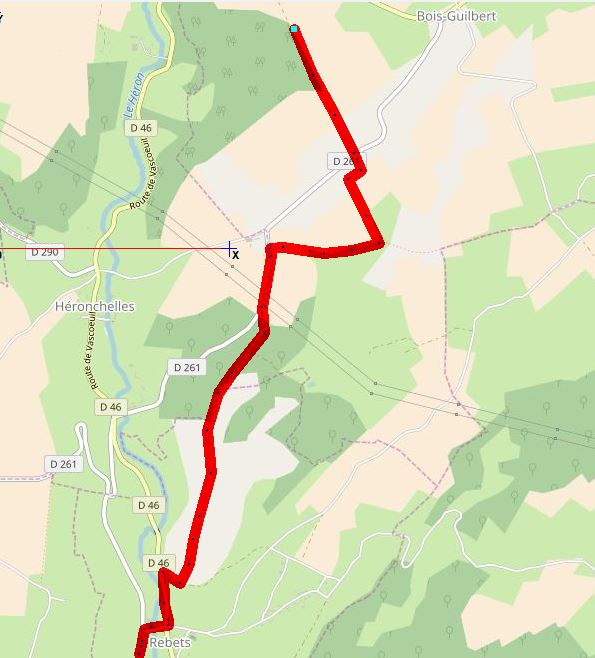 Bois-Guilbert
Le Héron
D 46
Route de Vascoeuil
D 261
D 290
X
Héronchelles
Route de Vascoeuil
D 261
D 46
D 261
D 46
D 46
Rebets